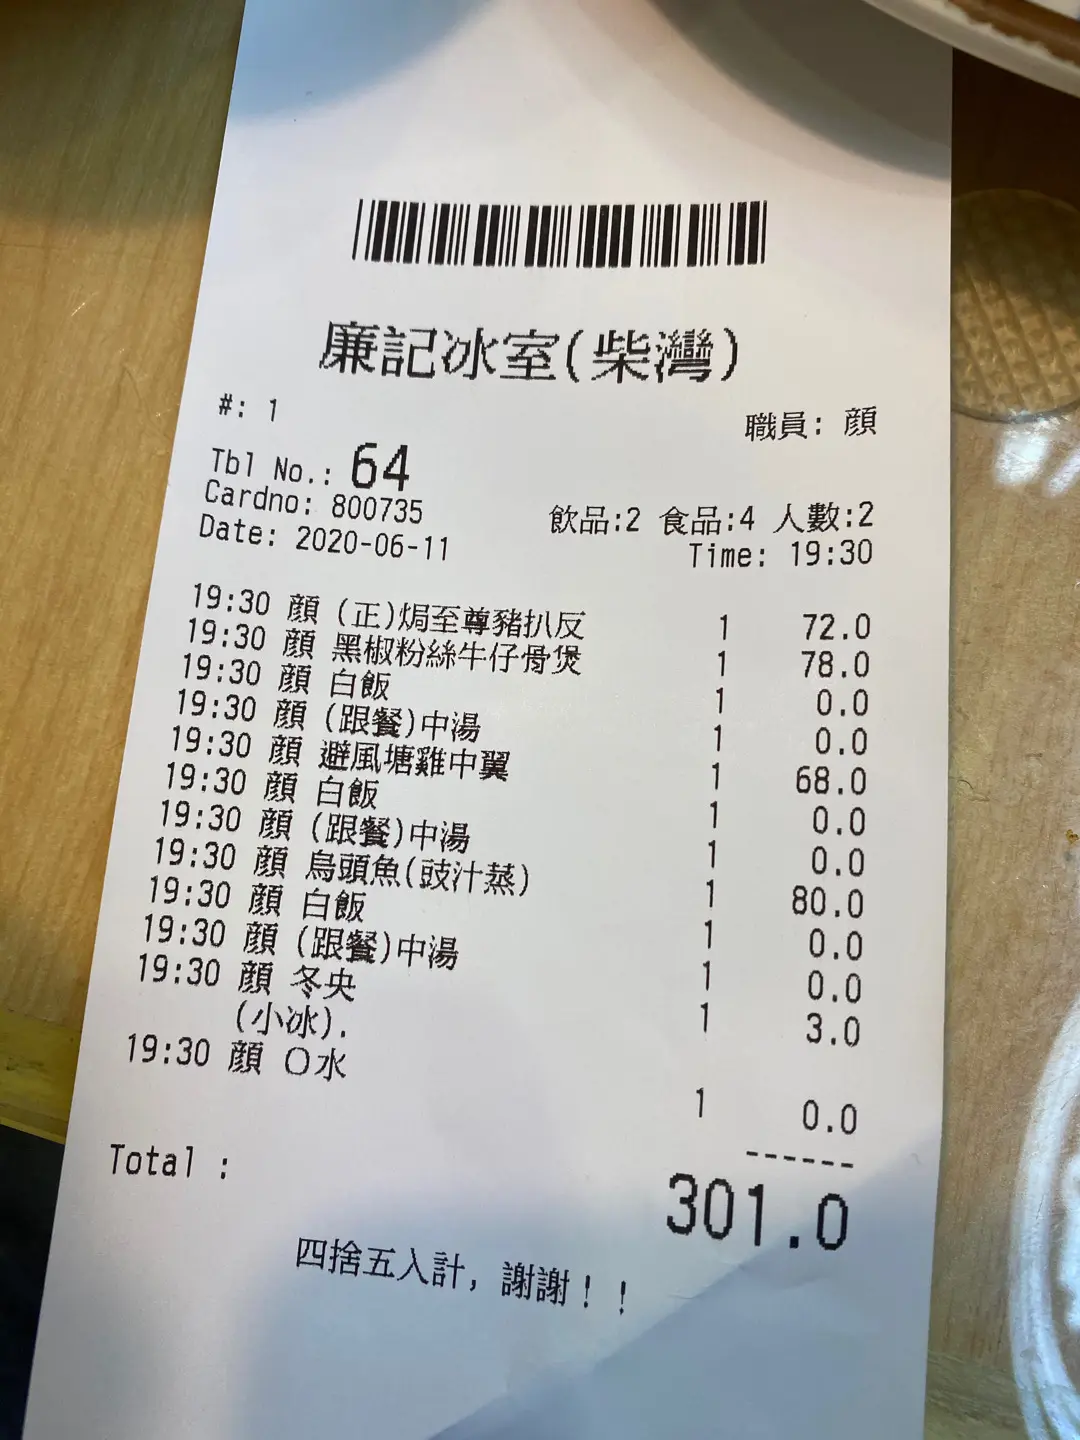 廉記冰室(柴灣)
#: 1 職員: 顏
Tbl No.: 64
Cardno: 800735 飲品:2 食品:4 人數:2
Date: 2020-06-11 Time: 19:30
19:30 顏 (正)焗至尊豬扒反 1 72.0
19:30 顏 黑椒粉絲牛仔骨煲 1 78.0
19:30 顏 白飯 1 0.0
19:30 顏 (跟餐)中湯 1 0.0
19:30 顏 避風塘雞中翼 1 68.0
19:30 顏 白飯 1 0.0
19:30 顏 (跟餐)中湯 1 0.0
19:30 顏 烏頭魚(豉汁蒸) 1 80.0
19:30 顏 白飯 1 0.0
19:30 顏 (跟餐)中湯 1 0.0
19:30 顏 冬央 1 3.0
(小冰).
19:30 顏 〇水 1 0.0
------
Total : 301.0
四捨五入計, 謝謝!!